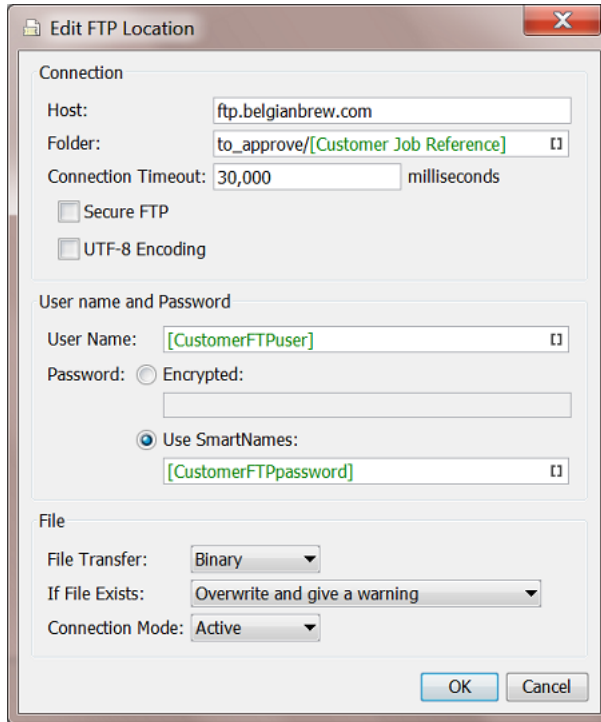 Edit FTP Location
Connection
Host: ftp.belgianbrew.com
Folder: to_approve/[Customer Job Reference] []
Connection Timeout: 30,000 milliseconds
Secure FTP
UTF-8 Encoding
User name and Password
User Name: [CustomerFTPuser] []
Password: Encrypted:
Use SmartNames:
[CustomerFTPpassword] []
File
File Transfer: Binary
If File Exists: Overwrite and give a warning
Connection Mode: Active
OK Cancel